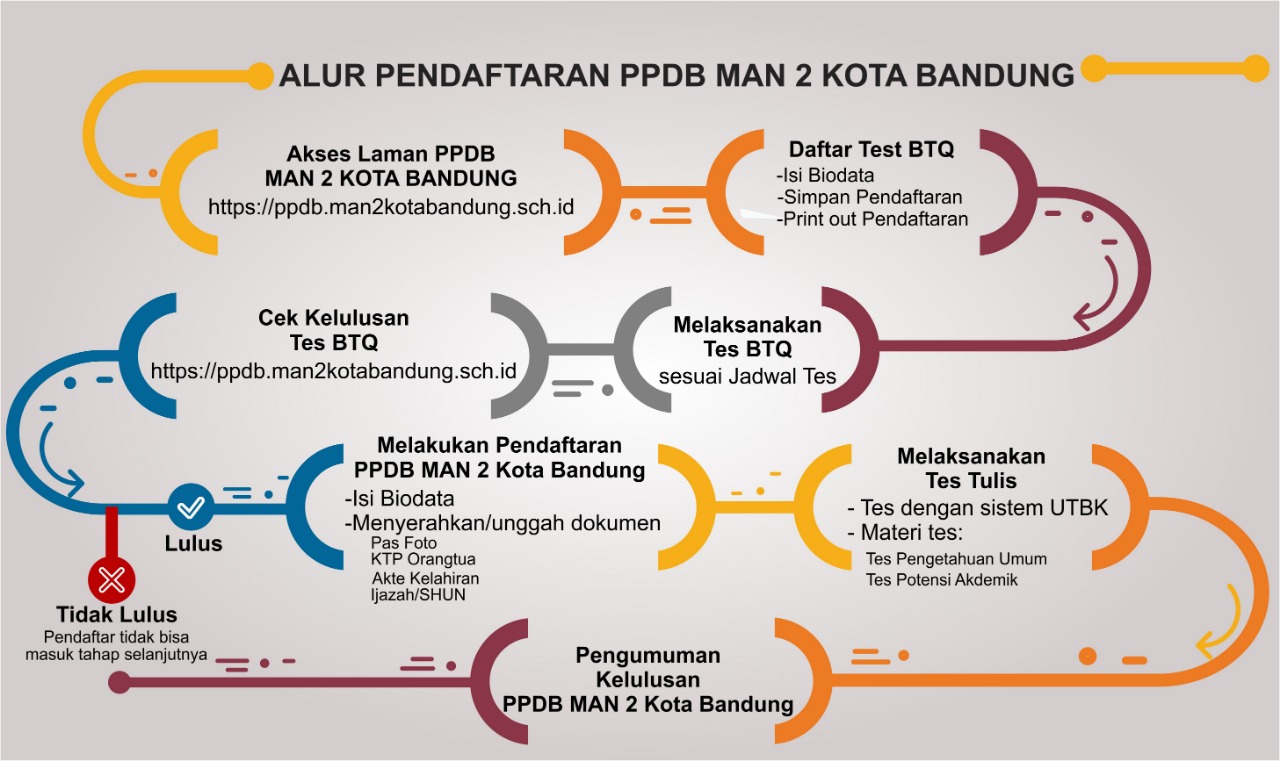 ALUR PENDAFTARAN PPDB MAN 2 KOTA BANDUNG
Akses Laman PPDB
MAN 2 KOTA BANDUNG
https://ppdb.man2kotabandung.sch.id
Daftar Test BTQ
-Isi Biodata
-Simpan Pendaftaran
-Print out Pendaftaran
Melaksanakan
Tes BTQ
sesuai Jadwal Tes
Cek Kelulusan
Tes BTQ
https://ppdb.man2kotabandung.sch.id
Lulus
Tidak Lulus
Pendaftar tidak bisa
masuk tahap selanjutnya
Melakukan Pendaftaran
PPDB MAN 2 Kota Bandung
-Isi Biodata
-Menyerahkan/unggah dokumen
Pas Foto
KTP Orangtua
Akte Kelahiran
Ijazah/SHUN
Melaksanakan
Tes Tulis
- Tes dengan sistem UTBK
- Materi tes:
Tes Pengetahuan Umum
Tes Potensi Akdemik
Pengumuman
Kelulusan
PPDB MAN 2 Kota Bandung